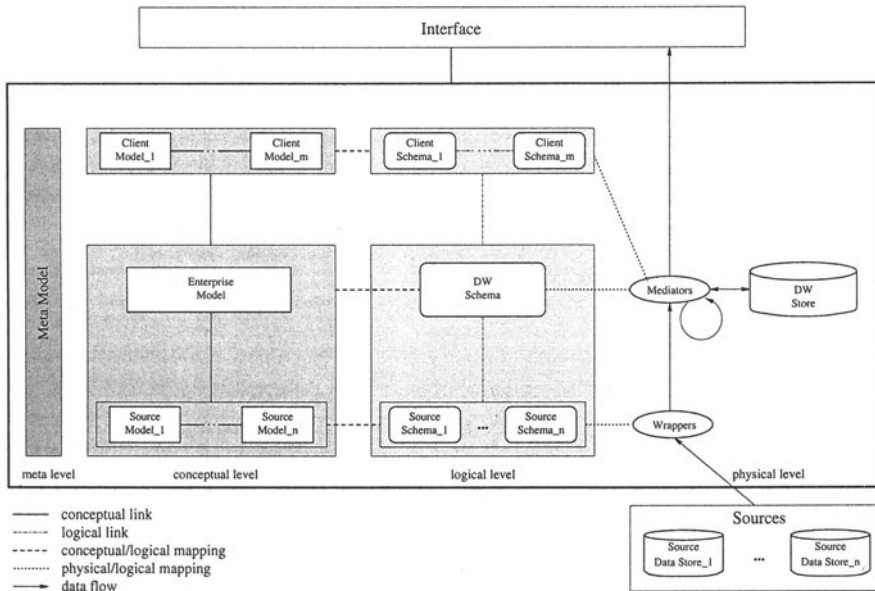 Interface
Client
Model_1
Client
Model_m
Client
Schema_1
Client
Schema_m
Meta Model
Enterprise
Model
DW
Schema
Mediators
DW
Store
Source
Model_1
Source
Model_n
Source
Schema_1
...
Source
Schema_n
Wrappers
meta level
conceptual level
logical level
physical level
conceptual link
logical link
conceptual/logical mapping
physical/logical mapping
data flow
Sources
Source
Data Store_1
...
Source
Data Store_n